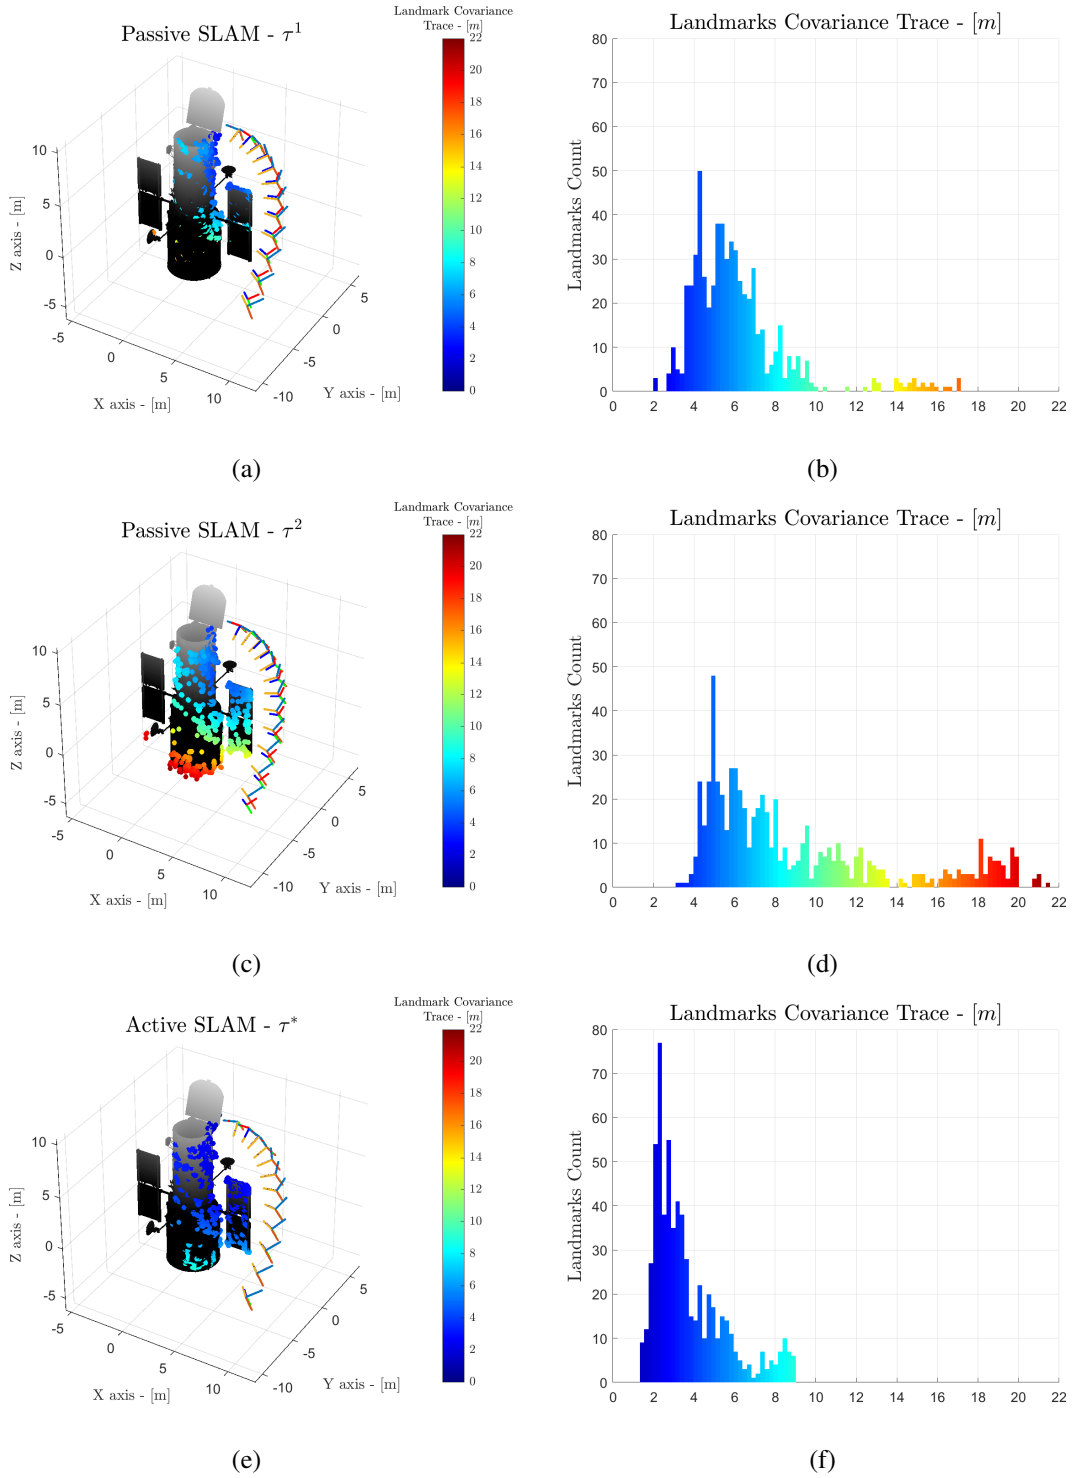 Passive SLAM - τ¹
Landmark Covariance
Trace - [m]
22
20
18
16
14
12
10
8
6
4
2
0
10
5
0
-5
Z axis - [m]
-5
0
5
10
X axis - [m]
5
0
-10
Y axis - [m]
(a)
Landmarks Covariance Trace - [m]
80
70
60
50
40
30
20
10
0
Landmarks Count
0 2 4 6 8 10 12 14 16 18 20 22
(b)
Passive SLAM - τ²
Landmark Covariance
Trace - [m]
22
20
18
16
14
12
10
8
6
4
2
0
10
5
0
-5
Z axis - [m]
-5
0
5
10
X axis - [m]
5
0
-5
-10
Y axis - [m]
(c)
Landmarks Covariance Trace - [m]
80
70
60
50
40
30
20
10
0
Landmarks Count
0 2 4 6 8 10 12 14 16 18 20 22
(d)
Active SLAM - τ*
Landmark Covariance
Trace - [m]
22
20
18
16
14
12
10
8
6
4
2
0
10
5
0
-5
Z axis - [m]
-5
0
5
10
X axis - [m]
5
0
-5
-10
Y axis - [m]
(e)
Landmarks Covariance Trace - [m]
80
70
60
50
40
30
20
10
0
Landmarks Count
0 2 4 6 8 10 12 14 16 18 20 22
(f)